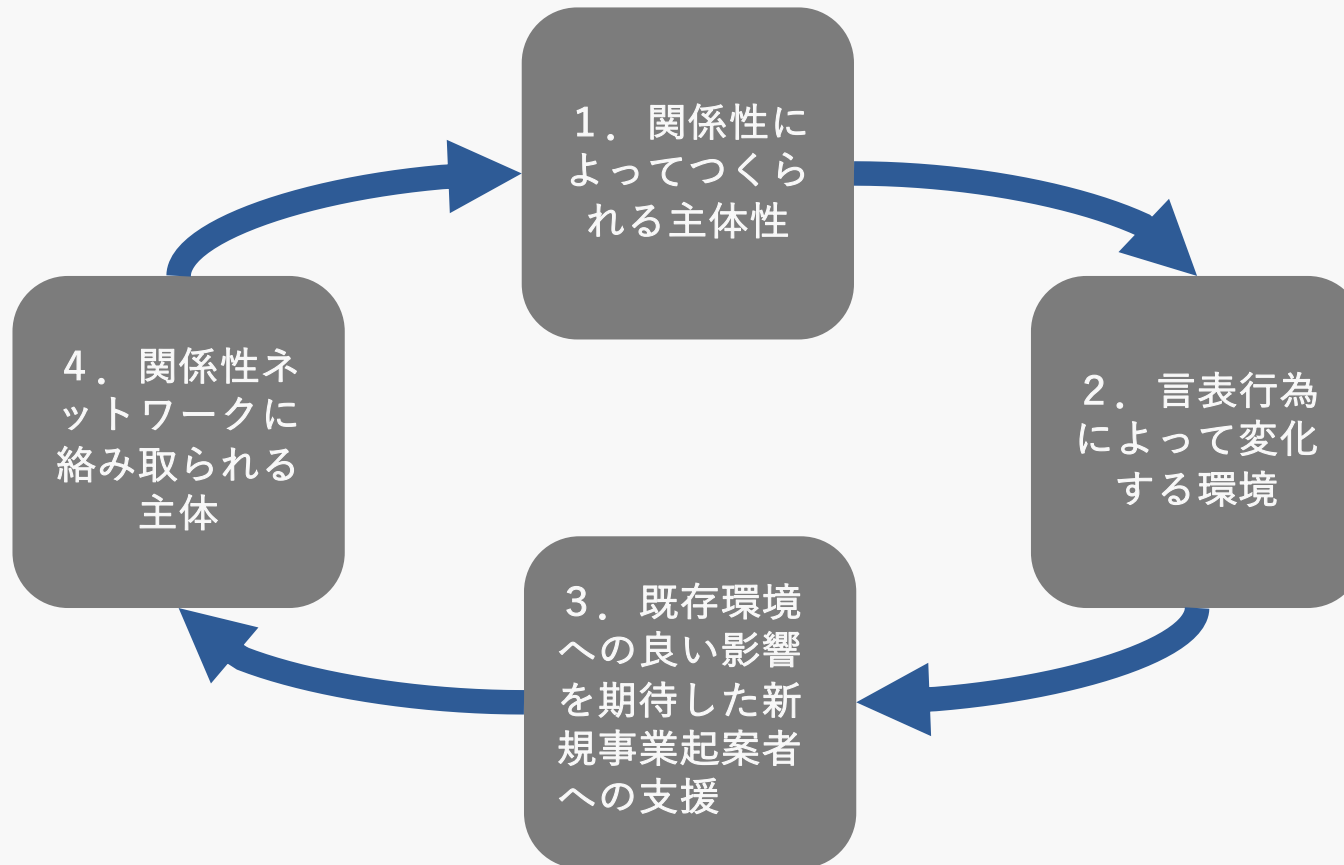 1．関係性に
よってつくら
れる主体性
2．言表行為
によって変化
する環境
3．既存環境
への良い影響
を期待した新
規事業起案者
への支援
4．関係性ネ
ットワークに
絡み取られる
主体